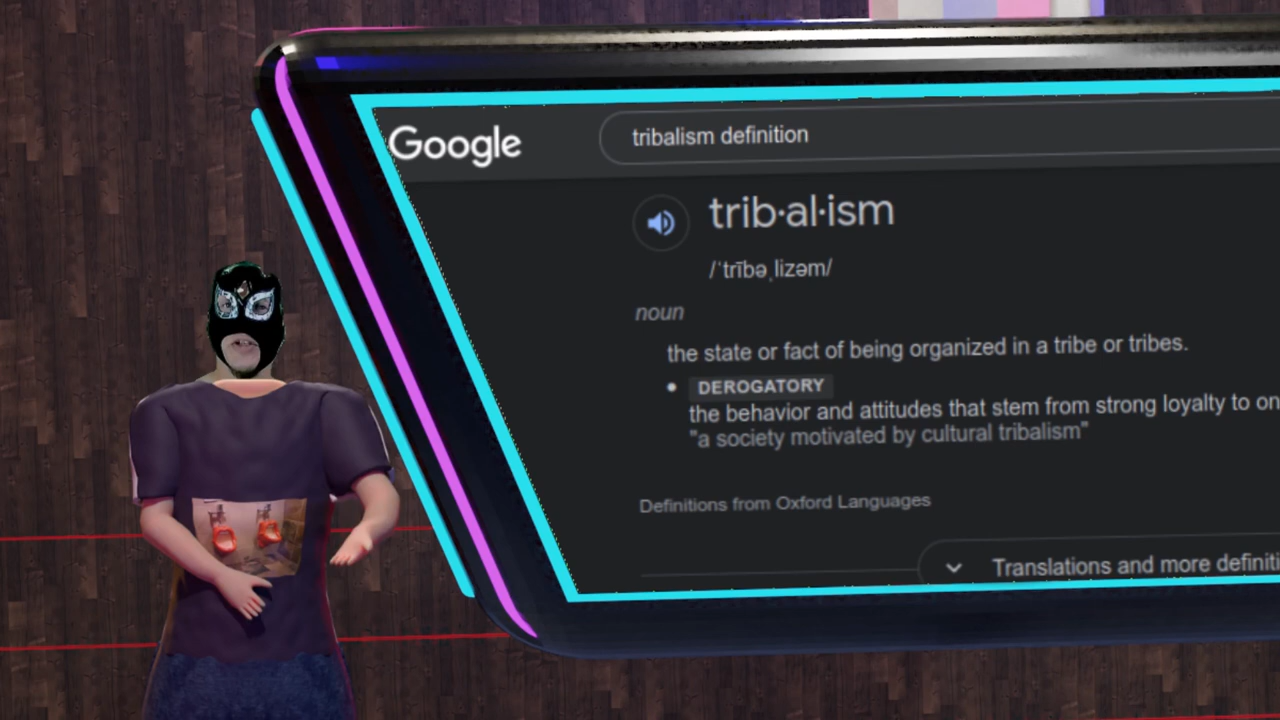 Google
tribalism definition
trib·al·ism
/ˈtrībəˌlizəm/
noun
the state or fact of being organized in a tribe or tribes.
• DEROGATORY
the behavior and attitudes that stem from strong loyalty to on
"a society motivated by cultural tribalism"
Definitions from Oxford Languages
Translations and more definiti